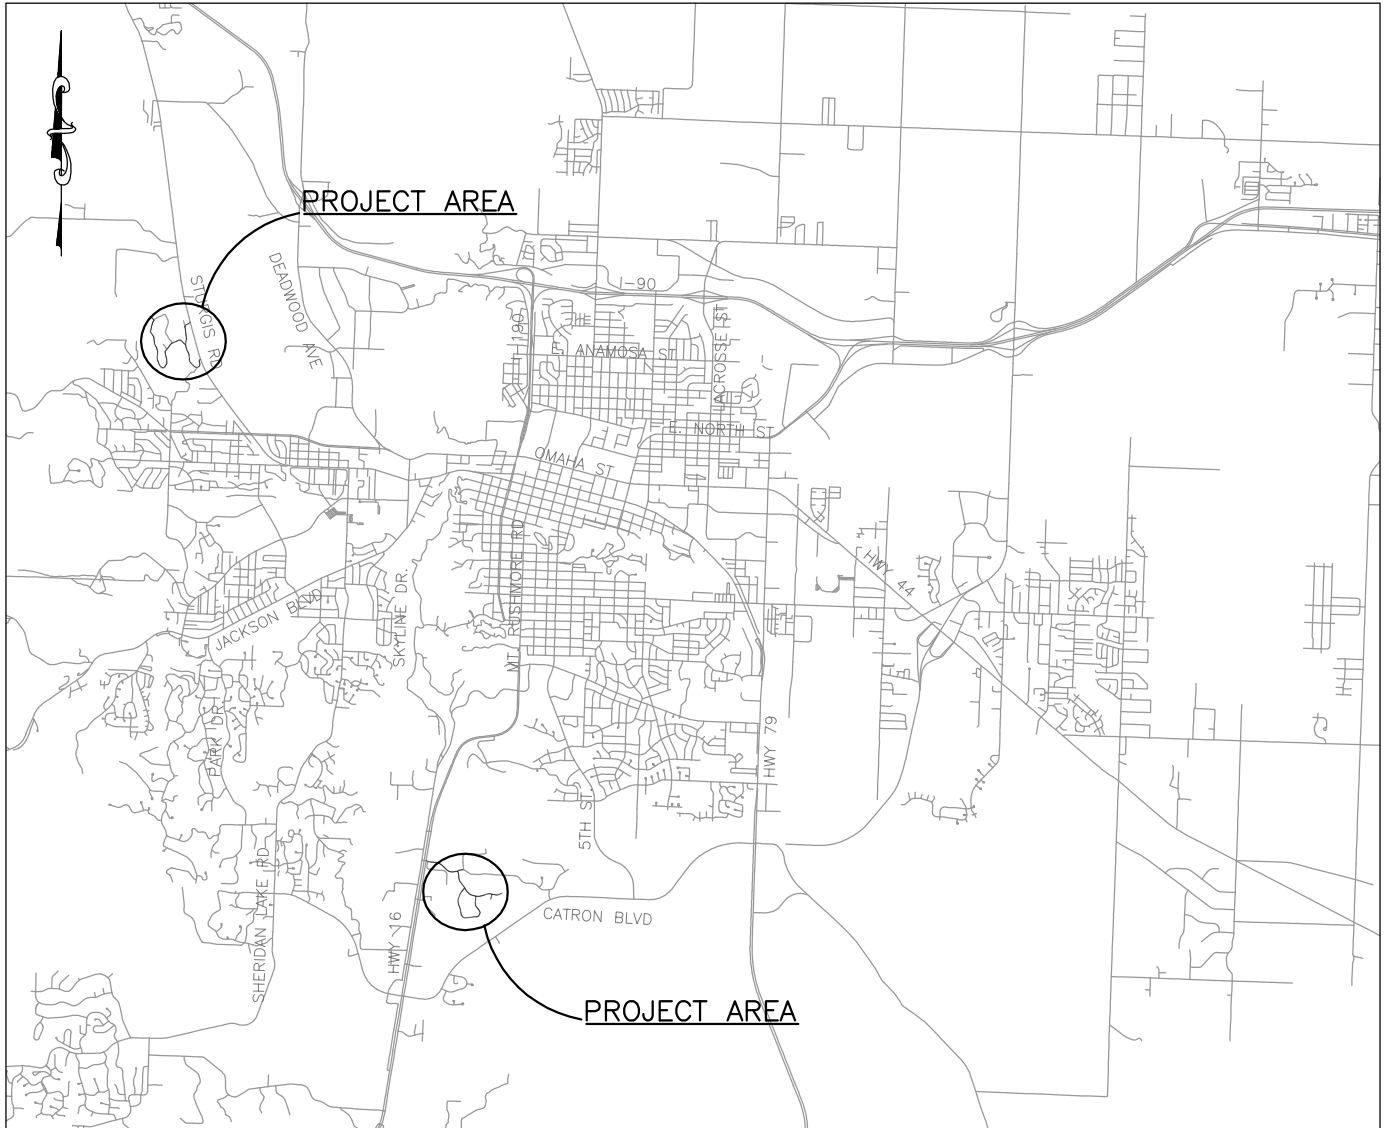 PROJECT AREA
DEADWOOD AVE
STURGIS RD
I-90
I-190
LACROSSE ST
E. ANAMOSA ST
E. NORTH ST
OMAHA ST
HWY 44
MT. RUSHMORE RD
SKYLINE DR.
JACKSON BLVD
PARK DR.
HWY 79
5TH ST.
SHERIDAN LAKE RD
HWY 16
CATRON BLVD
PROJECT AREA